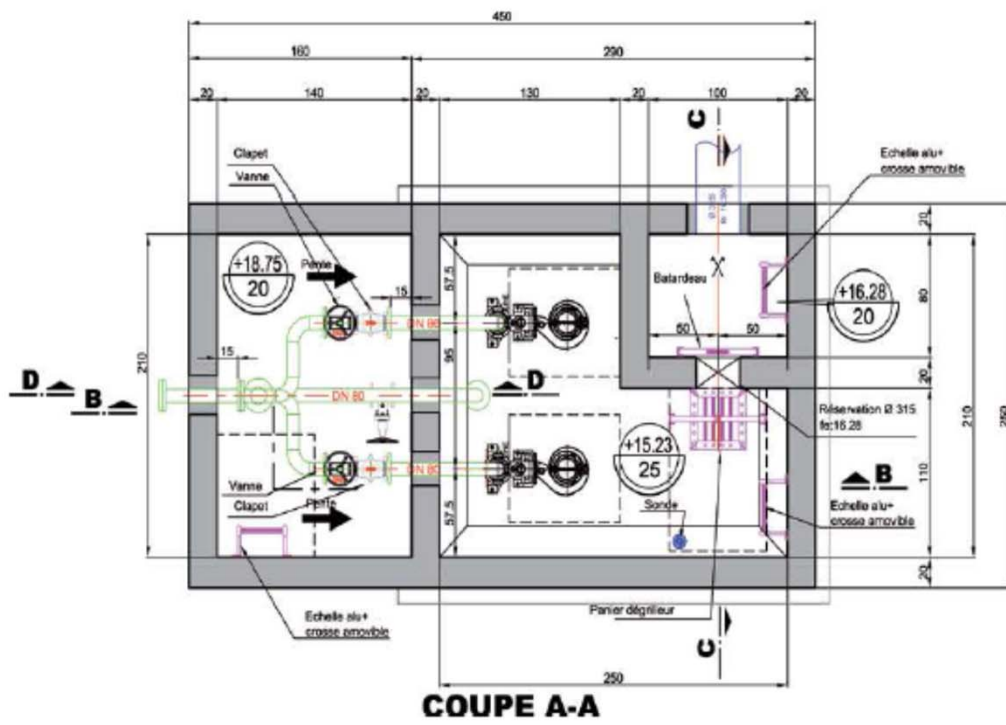 450
160
290
20
140
20
130
20
100
20
C
Clapet
Vanne
Echelle alu+
crosse amovible
20
+18.75
20
Pente
15
57.5
DN 80
Batardeau
+16.28
20
50
50
80
210
15
95
D
B
DN 80
D
20
Réservation Ø 315
fe:16.28
210
250
+15.23
25
B
110
Vanne
DN 80
Clapet
Pente
57.5
Sonde
Echelle alu+
crosse amovible
20
Echelle alu+
crosse amovible
Panier dégrilleur
C
250
COUPE A-A